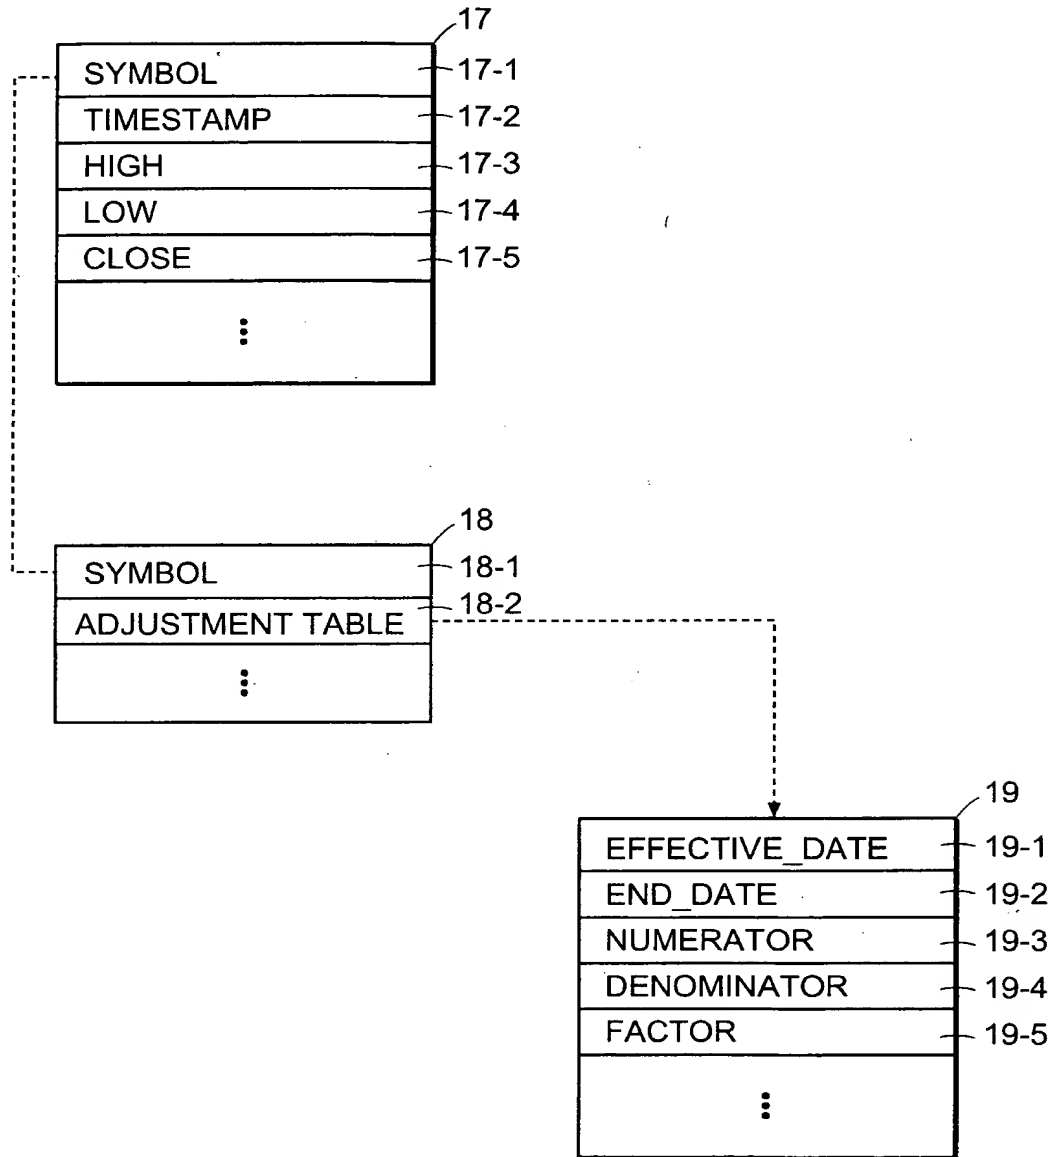 17
SYMBOL 17-1
TIMESTAMP 17-2
HIGH 17-3
LOW 17-4
CLOSE 17-5
18
SYMBOL 18-1
ADJUSTMENT TABLE 18-2
19
EFFECTIVE_DATE 19-1
END_DATE 19-2
NUMERATOR 19-3
DENOMINATOR 19-4
FACTOR 19-5